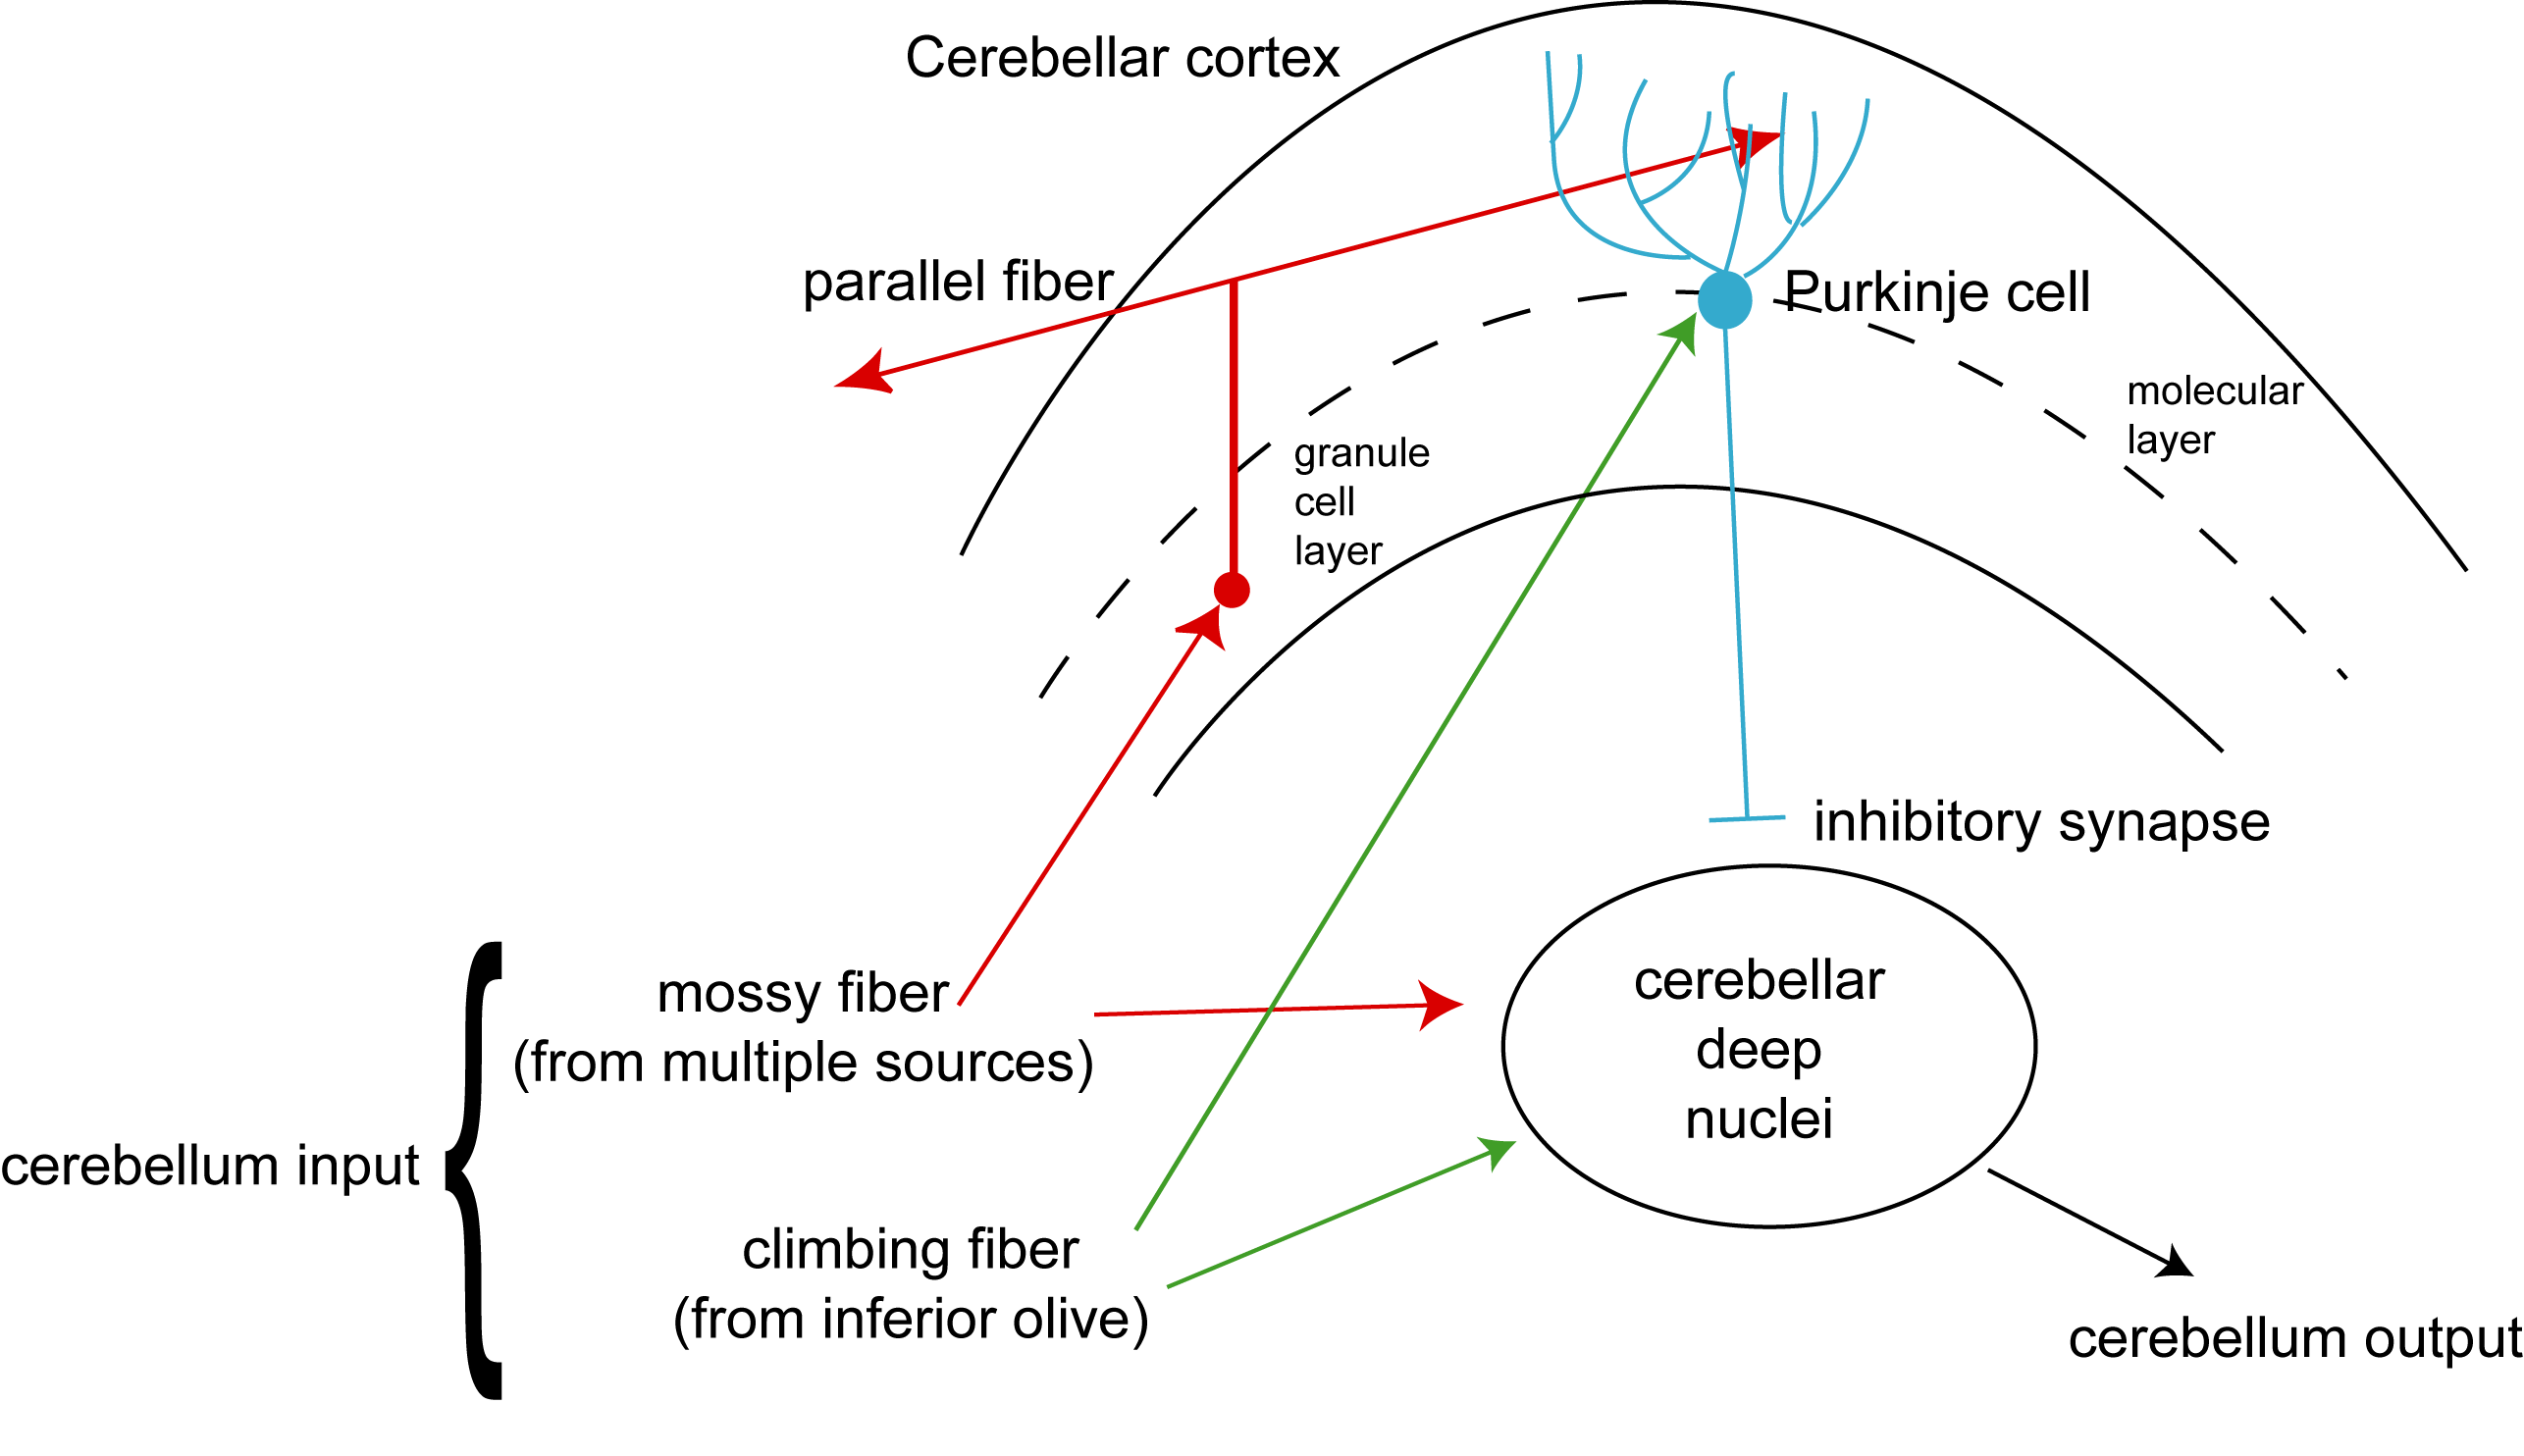 Cerebellar cortex
parallel fiber
Purkinje cell
molecular
layer
granule
cell
layer
inhibitory synapse
mossy fiber
(from multiple sources)
cerebellar
deep
nuclei
cerebellum input
climbing fiber
(from inferior olive)
cerebellum output